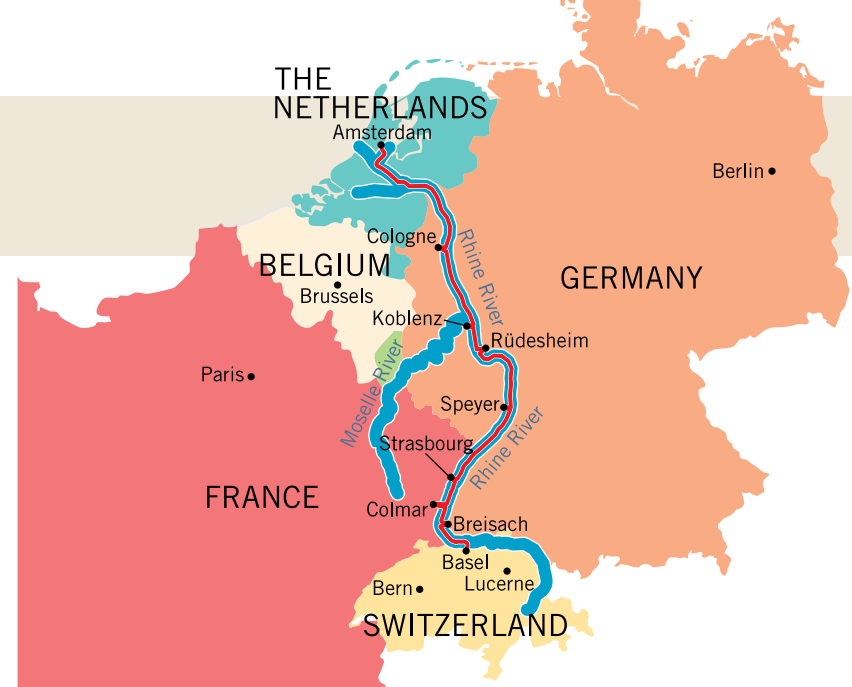 THE
NETHERLANDS
Amsterdam
Berlin
Cologne
Rhine River
BELGIUM
GERMANY
Brussels
Koblenz
Rüdesheim
Paris
Moselle River
Speyer
Rhine River
Strasbourg
FRANCE
Colmar
Breisach
Basel
Lucerne
Bern
SWITZERLAND